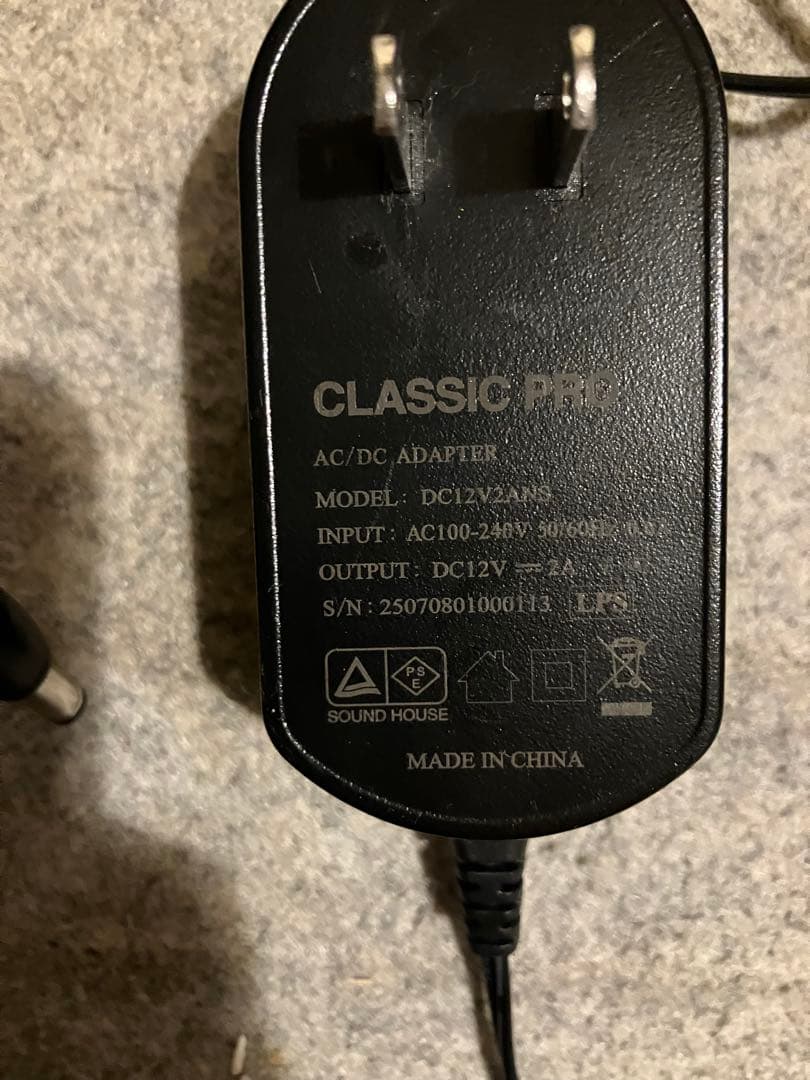 CLASSIC PRO
AC/DC ADAPTER
MODEL: DC12V2ANS
INPUT: AC100-240V 50/60Hz
OUTPUT: DC12V ⎓ 2A
S/N: 25070801000113 LPS
PS
E
SOUND HOUSE
MADE IN CHINA